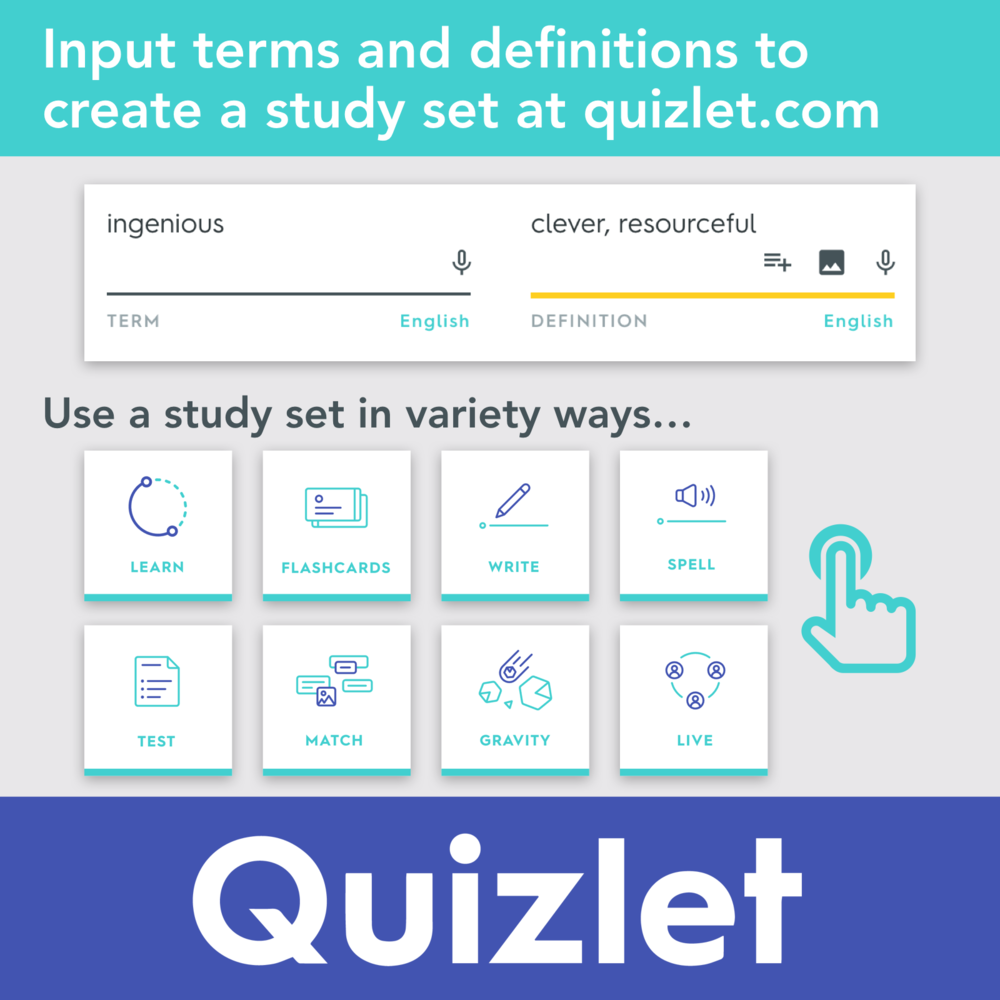 Input terms and definitions to
create a study set at quizlet.com
ingenious
clever, resourceful
TERM
English
DEFINITION
English
Use a study set in variety ways...
LEARN
FLASHCARDS
WRITE
SPELL
TEST
MATCH
GRAVITY
LIVE
Quizlet